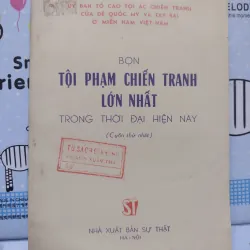 ỦY BAN TỐ CÁO TỘI ÁC CHIẾN TRANH
CỦA ĐẾ QUỐC MỸ VÀ TAY SAI
Ở MIỀN NAM VIỆT NAM
BỌN
TỘI PHẠM CHIẾN TRANH
LỚN NHẤT
TRONG THỜI ĐẠI HIỆN NAY
(Cuốn thứ nhất)
ST
NHÀ XUẤT BẢN SỰ THẬT
HÀ-NỘI